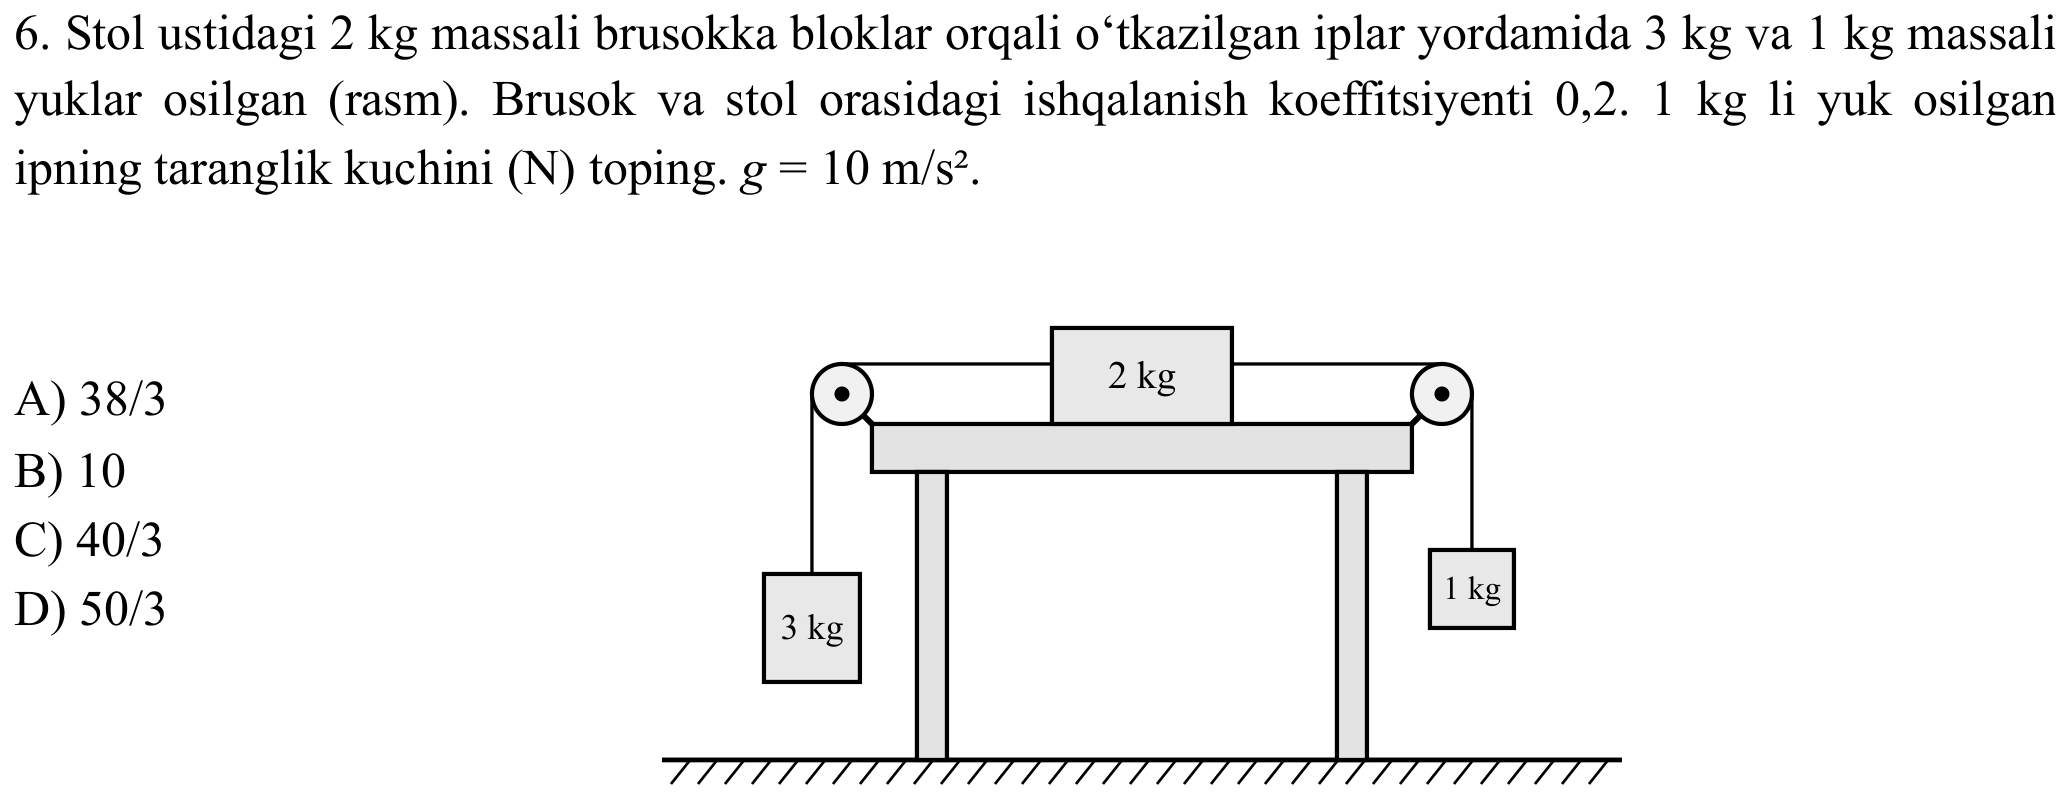 6. Stol ustidagi 2 kg massali brusokka bloklar orqali o‘tkazilgan iplar yordamida 3 kg va 1 kg massali
yuklar osilgan (rasm). Brusok va stol orasidagi ishqalanish koeffitsiyenti 0,2. 1 kg li yuk osilgan
ipning taranglik kuchini (N) toping. g = 10 m/s².
A) 38/3
B) 10
C) 40/3
D) 50/3
2 kg
3 kg
1 kg